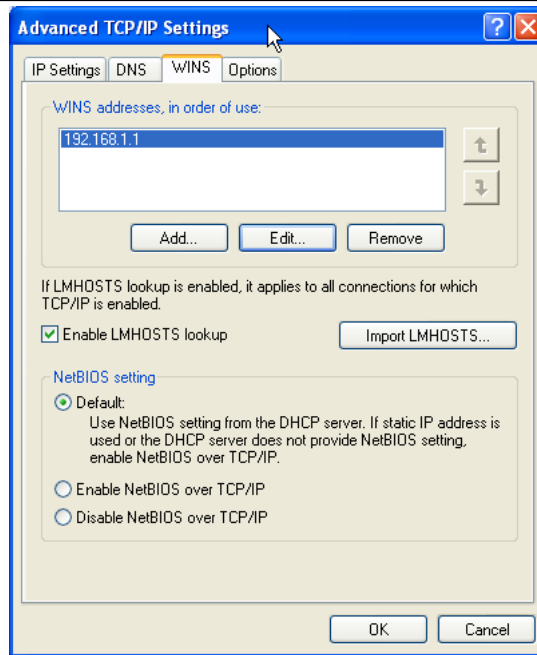 Advanced TCP/IP Settings
IP Settings DNS WINS Options
WINS addresses, in order of use:
192.168.1.1
Add... Edit... Remove
If LMHOSTS lookup is enabled, it applies to all connections for which
TCP/IP is enabled.
Enable LMHOSTS lookup Import LMHOSTS...
NetBIOS setting
Default:
Use NetBIOS setting from the DHCP server. If static IP address is
used or the DHCP server does not provide NetBIOS setting,
enable NetBIOS over TCP/IP.
Enable NetBIOS over TCP/IP
Disable NetBIOS over TCP/IP
OK Cancel